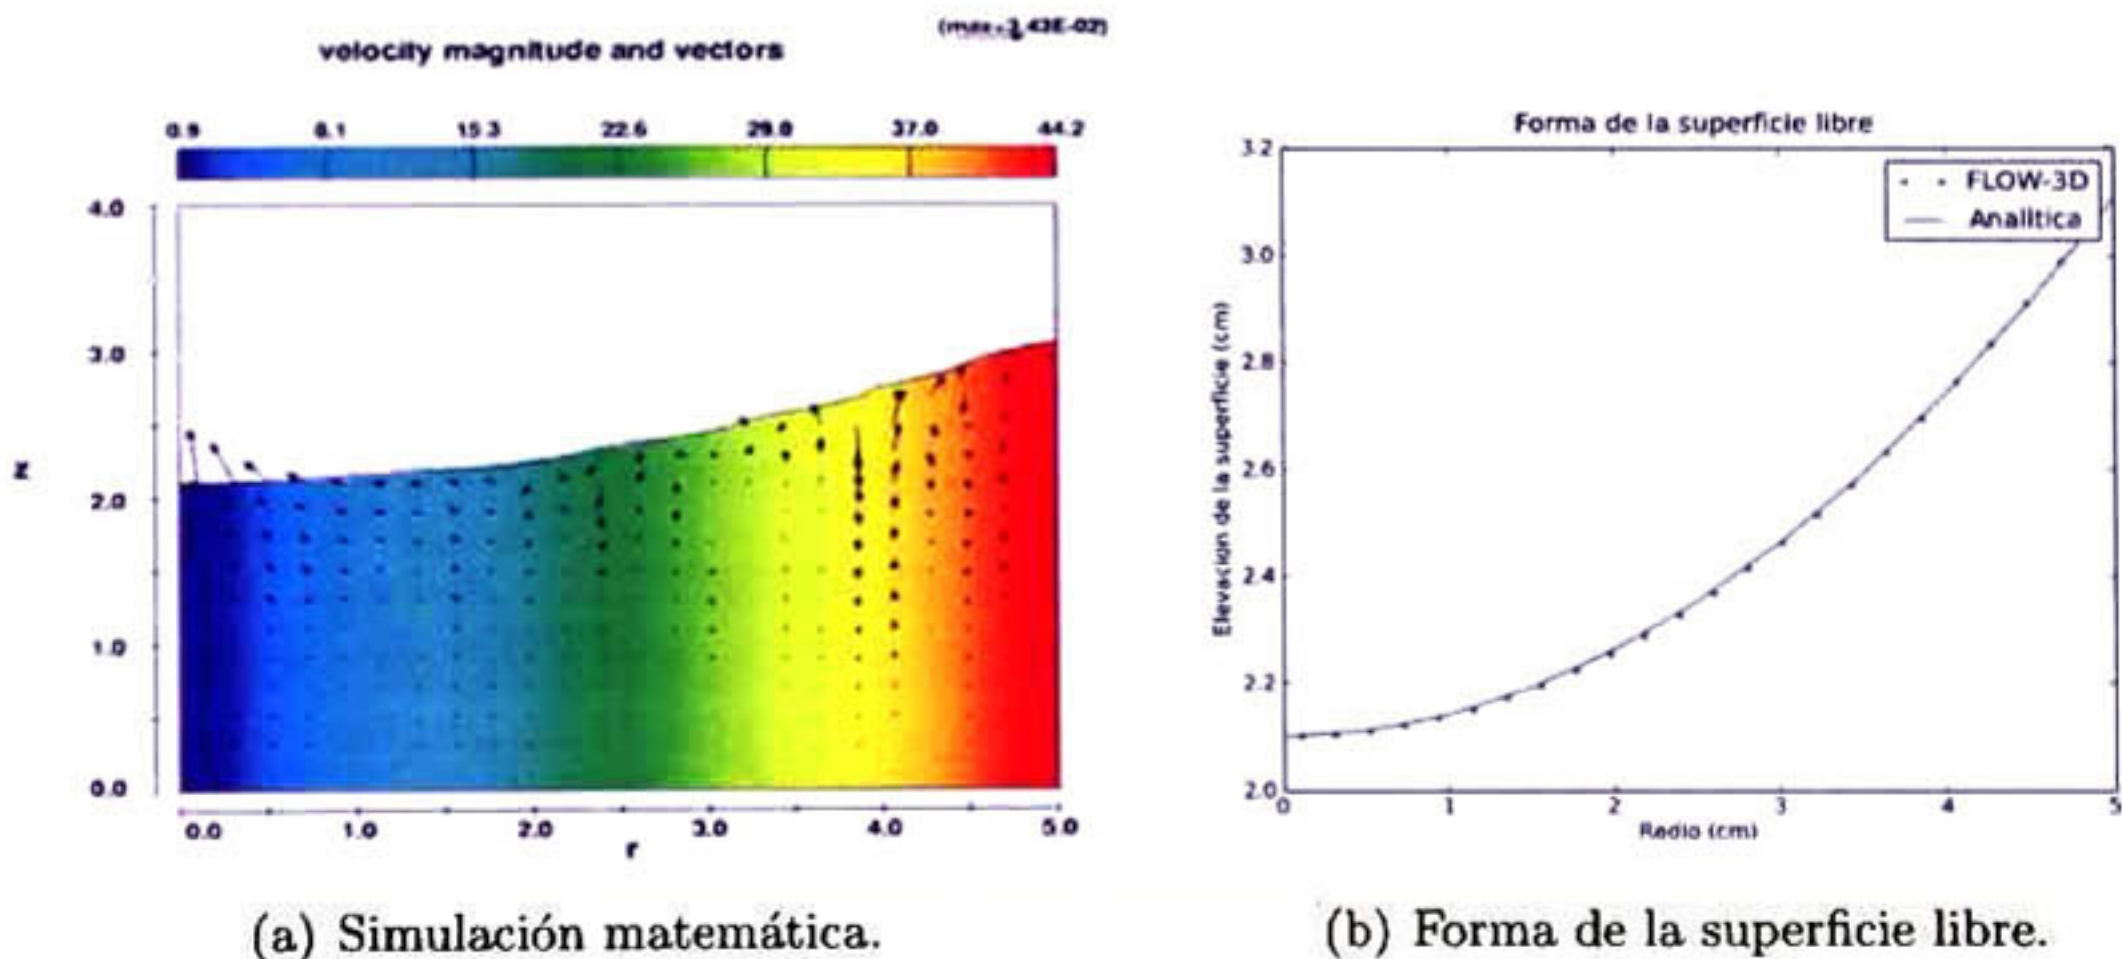 velocity magnitude and vectors
0.9 8.1 15.3 22.6 29.8 37.0 44.2
4.0
3.0
2.0
1.0
0.0
z
0.0 1.0 2.0 3.0 4.0 5.0
r
(a) Simulación matemática.
Forma de la superficie libre
FLOW-3D
Analítica
3.2
3.0
2.8
2.6
2.4
2.2
2.0
Elevación de la superficie (cm)
0 1 2 3 4 5
Radio (cm)
(b) Forma de la superficie libre.